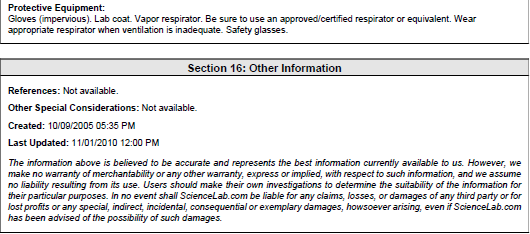 Protective Equipment:
Gloves (impervious). Lab coat. Vapor respirator. Be sure to use an approved/certified respirator or equivalent. Wear
appropriate respirator when ventilation is inadequate. Safety glasses.
Section 16: Other Information
References: Not available.
Other Special Considerations: Not available.
Created: 10/09/2005 05:35 PM
Last Updated: 11/01/2010 12:00 PM
The information above is believed to be accurate and represents the best information currently available to us. However, we
make no warranty of merchantability or any other warranty, express or implied, with respect to such information, and we assume
no liability resulting from its use. Users should make their own investigations to determine the suitability of the information for
their particular purposes. In no event shall ScienceLab.com be liable for any claims, losses, or damages of any third party or for
lost profits or any special, indirect, incidental, consequential or exemplary damages, howsoever arising, even if ScienceLab.com
has been advised of the possibility of such damages.